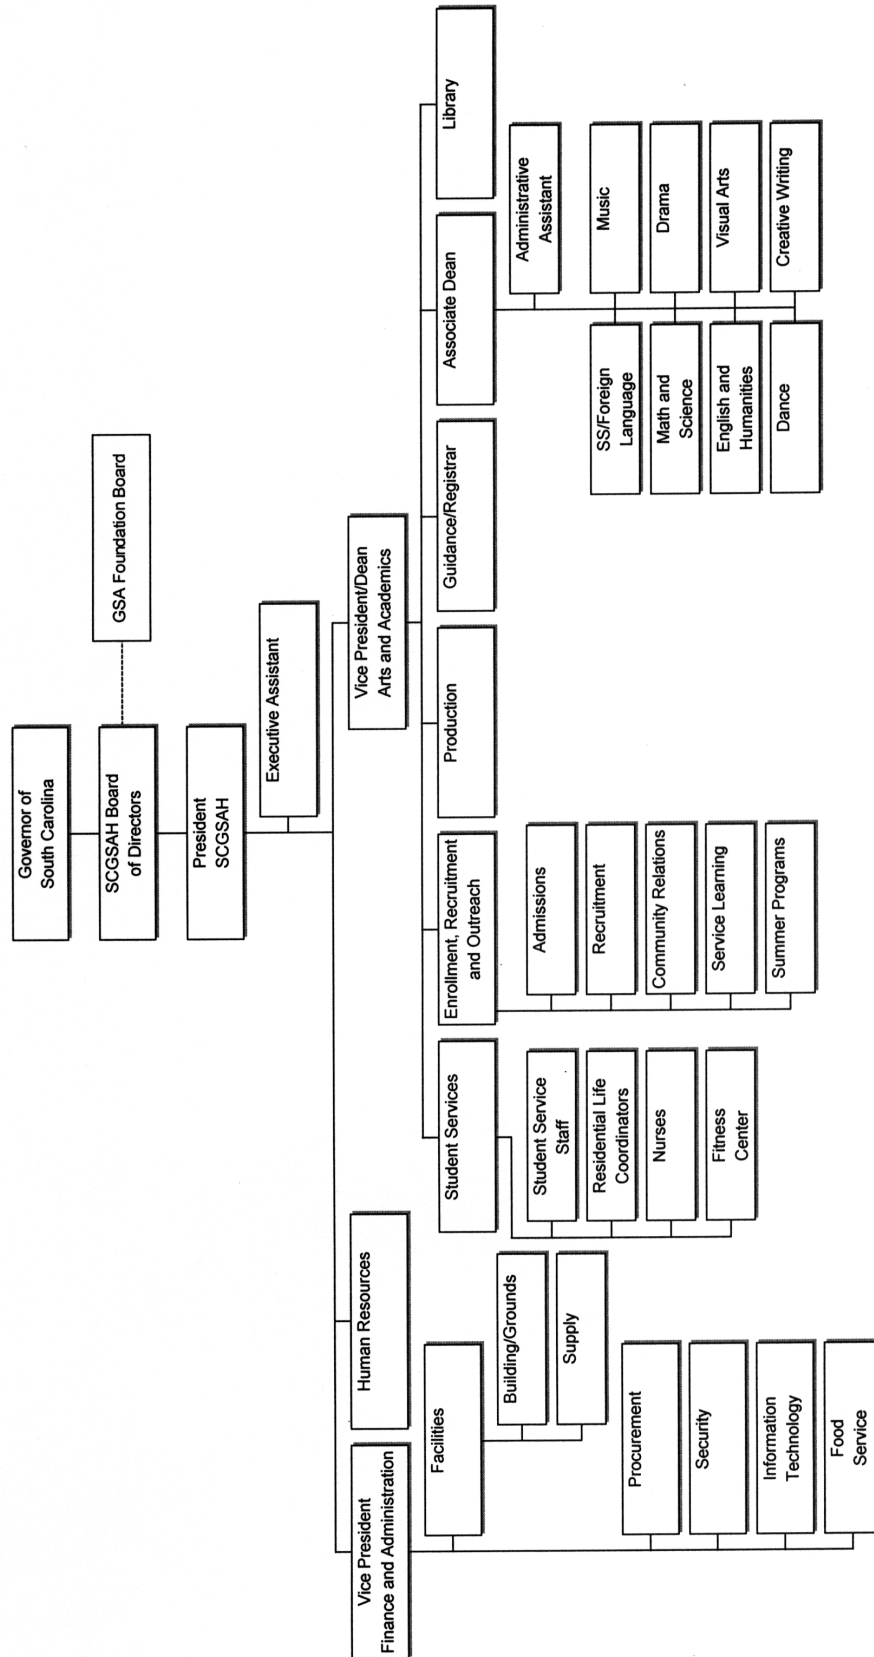 Governor of
South Carolina
SCGSAH Board
of Directors
GSA Foundation Board
President
SCGSAH
Executive Assistant
Vice President
Finance and Administration
Human Resources
Vice President/Dean
Arts and Academics
Facilities
Building/Grounds
Supply
Procurement
Security
Information
Technology
Food
Service
Student Services
Student Service
Staff
Residential Life
Coordinators
Nurses
Fitness
Center
Enrollment, Recruitment
and Outreach
Admissions
Recruitment
Community Relations
Service Learning
Summer Programs
Production
Guidance/Registrar
Associate Dean
Administrative
Assistant
SS/Foreign
Language
Music
Math and
Science
Drama
English and
Humanities
Visual Arts
Dance
Creative Writing
Library